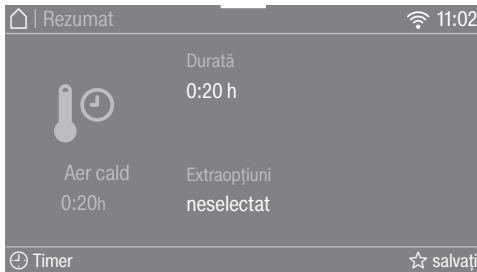 Rezumat 11:02
Durată
0:20 h
Aer cald
0:20h
Extraopțiuni
neselectat
Timer salvați